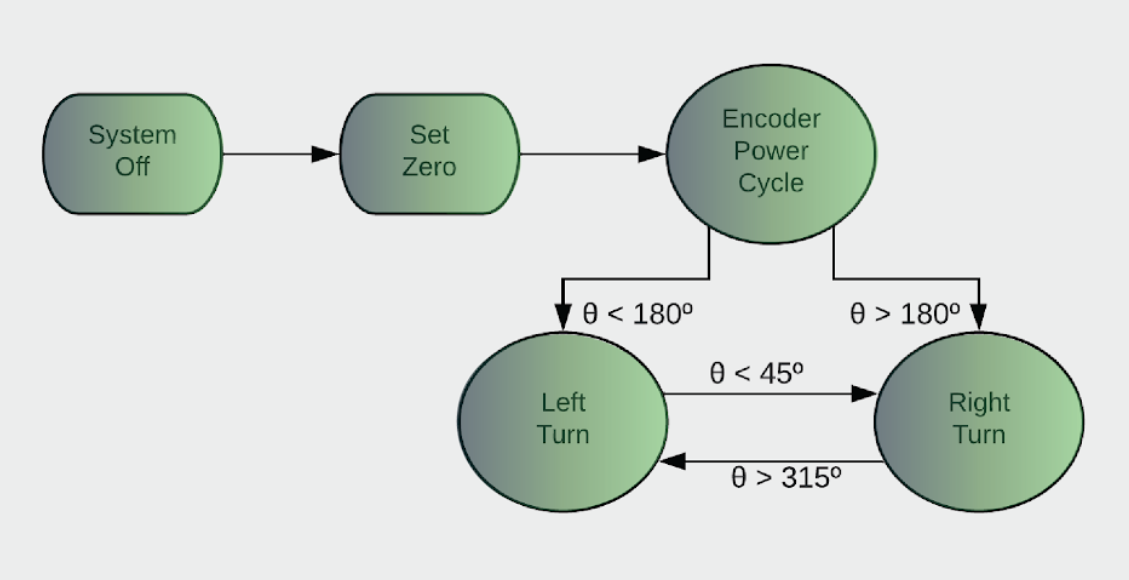 System
Off
Set
Zero
Encoder
Power
Cycle
θ < 180º
θ > 180º
Left
Turn
θ < 45º
Right
Turn
θ > 315º